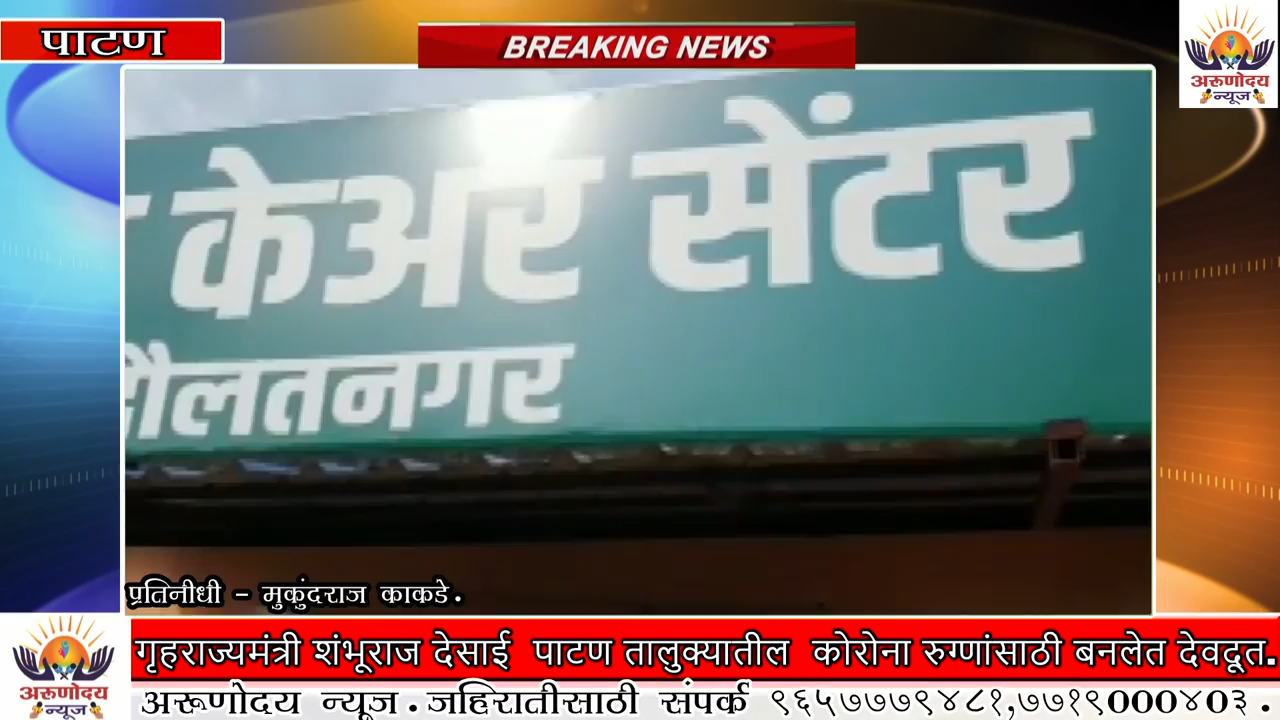 पाटण
BREAKING NEWS
अरुणोदय
न्यूज
केअर सेंटर
दौलतनगर
प्रतिनीधी - मुकुंदराज काकडे.
गृहराज्यमंत्री शंभूराज देसाई पाटण तालुक्यातील कोरोना रुग्णांसाठी बनलेत देवदूत.
अरुणोदय
न्यूज
अरूणोदय न्यूज . जहिरातीसाठी संपर्क ९६५७७७९४८१,७७१९000४0३ .